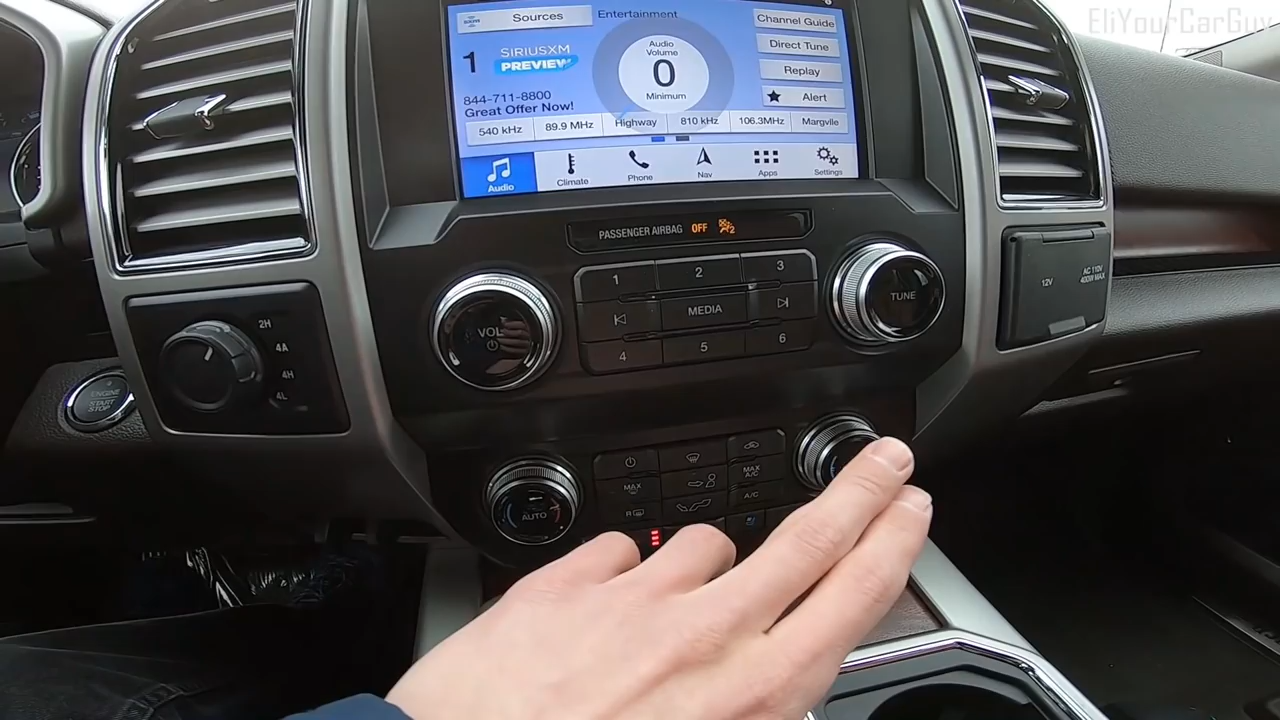 EliYourCarGuy
Sources
Entertainment
Channel Guide
1
SIRIUSXM
PREVIEW
Audio
Volume
0
Minimum
Direct Tune
Replay
Alert
844-711-8800
Great Offer Now!
540 kHz
89.9 MHz
Highway
810 kHz
106.3MHz
Margvlle
Audio
Climate
Phone
Nav
Apps
Settings
PASSENGER AIRBAG OFF
2
1
2
3
VOL
MEDIA
TUNE
4
5
6
12V
AC 110V
400W MAX
2H
4A
4H
4L
ENGINE
START
STOP
AUTO
MAX
R
MAX
A/C
A/C